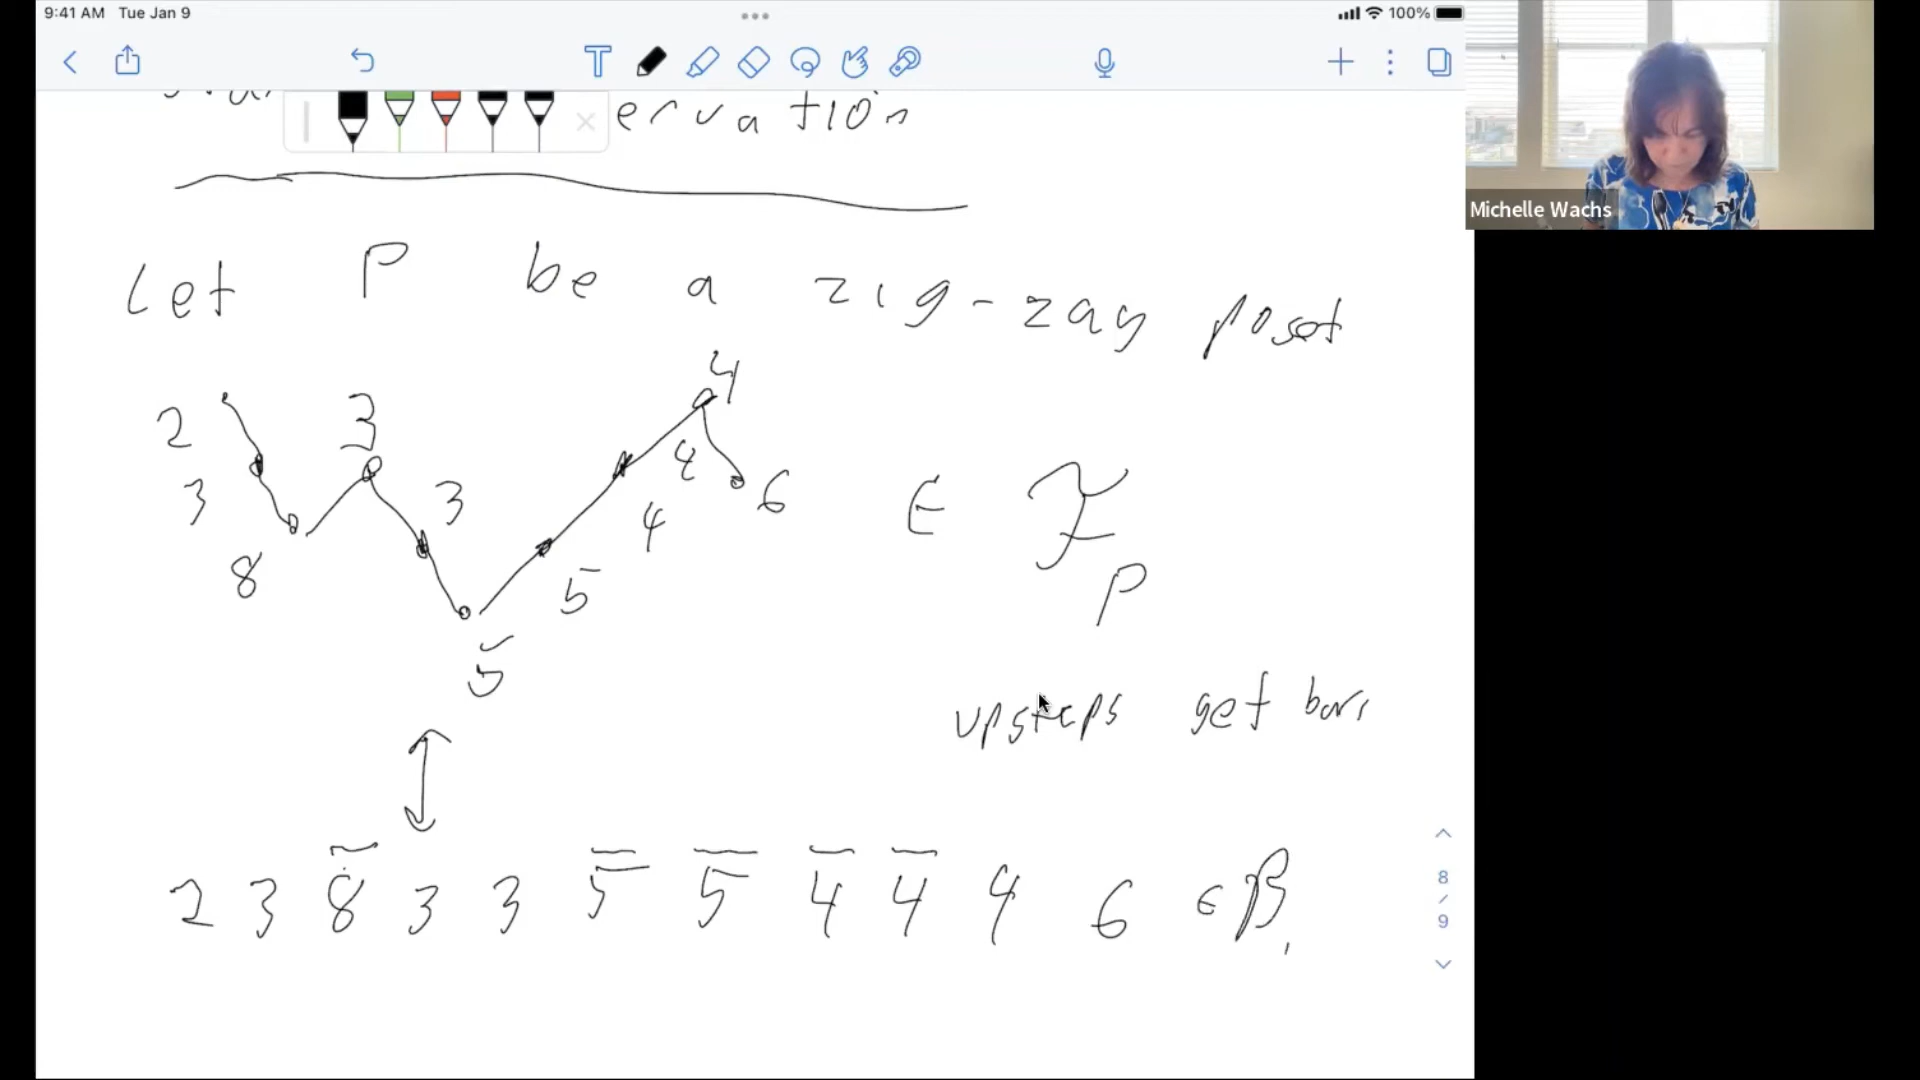 9:41 AM Tue Jan 9
100%
ervation
Michelle Wachs
Let P be a zig-zag poset
4
2 3
4
3 3 6 ∈ F_P
4
8 5
5
upsteps get bars
2 3 8̅ 3 3 5̅ 5̅ 4̅ 4̅ 4 6 ∈ B,
8
/
9